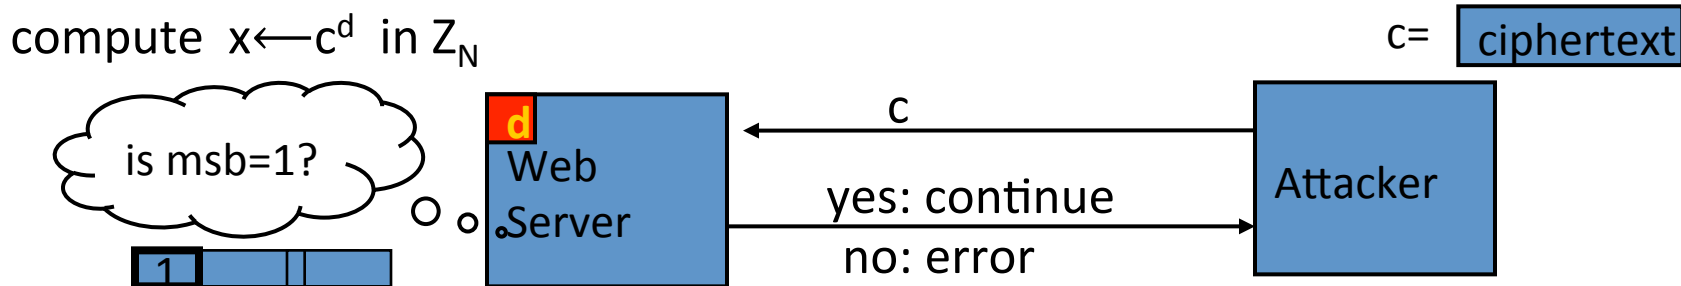 compute x←c^d in Z_N
c= ciphertext
is msb=1?
d
Web
Server
c
yes: continue
no: error
Attacker
1